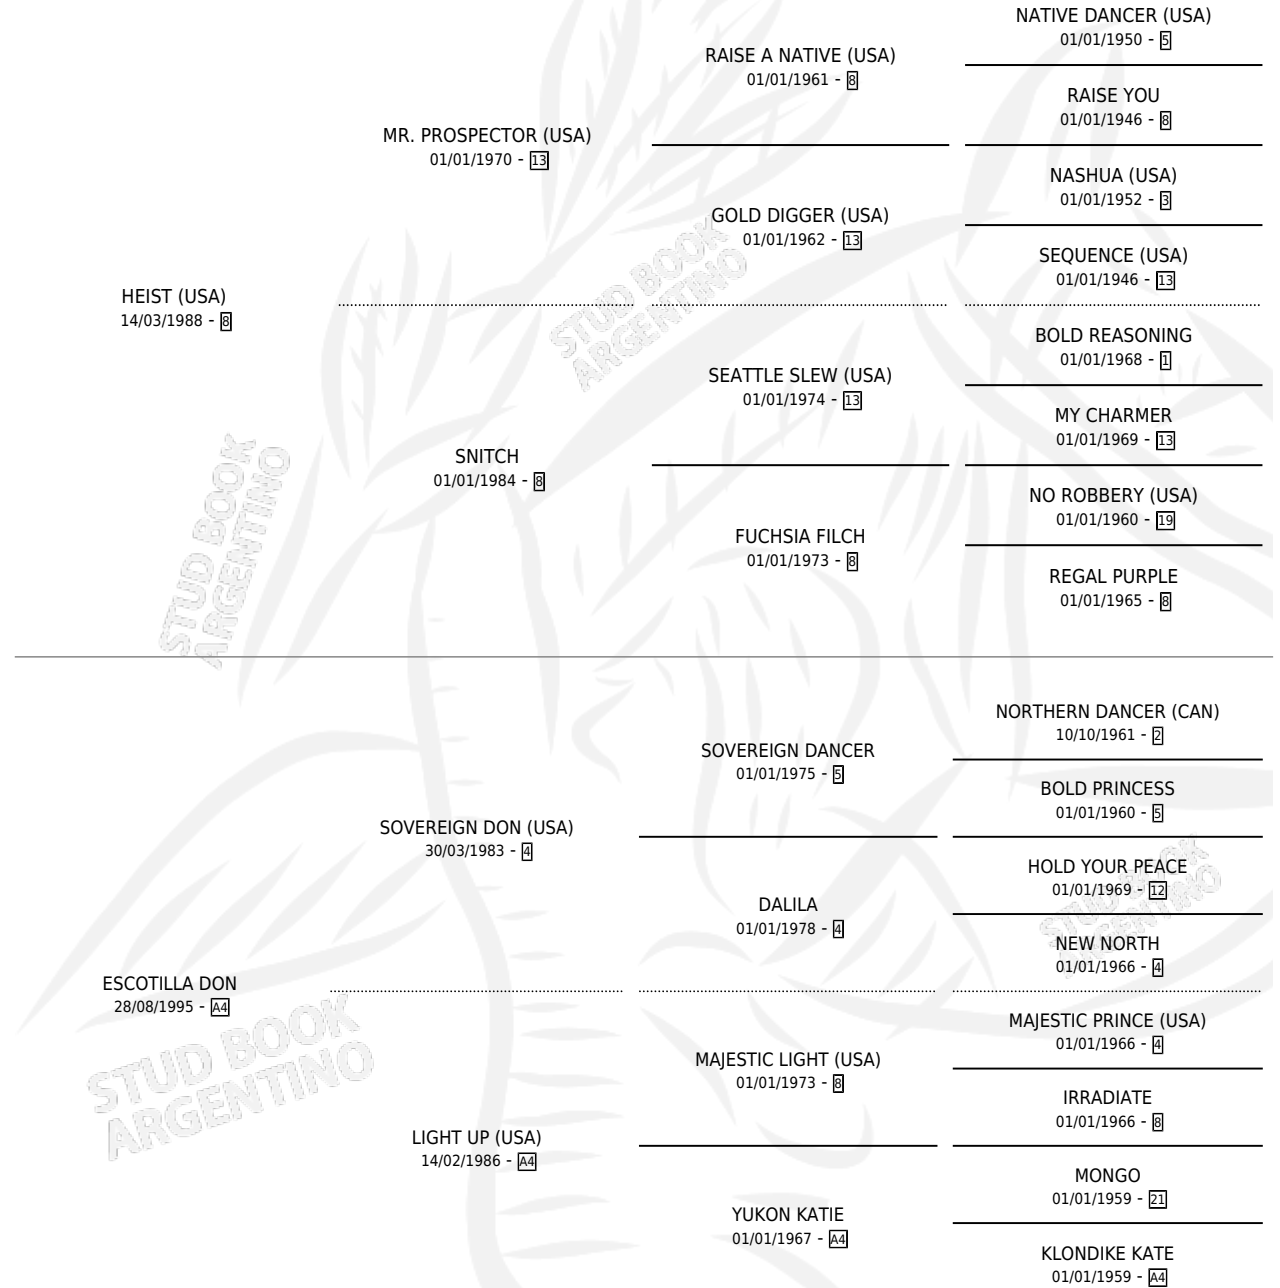 NATIVE DANCER (USA)
01/01/1950 - 5
RAISE A NATIVE (USA)
01/01/1961 - 8
RAISE YOU
01/01/1946 - 8
MR. PROSPECTOR (USA)
01/01/1970 - 13
NASHUA (USA)
01/01/1952 - 3
GOLD DIGGER (USA)
01/01/1962 - 13
SEQUENCE (USA)
01/01/1946 - 13
HEIST (USA)
14/03/1988 - 8
BOLD REASONING
01/01/1968 - 1
SEATTLE SLEW (USA)
01/01/1974 - 13
MY CHARMER
01/01/1969 - 13
SNITCH
01/01/1984 - 8
NO ROBBERY (USA)
01/01/1960 - 19
FUCHSIA FILCH
01/01/1973 - 8
REGAL PURPLE
01/01/1965 - 8
STUD BOOK
ARGENTINO
STUD BOOK
ARGENTINO
NORTHERN DANCER (CAN)
10/10/1961 - 2
SOVEREIGN DANCER
01/01/1975 - 5
BOLD PRINCESS
01/01/1960 - 5
SOVEREIGN DON (USA)
30/03/1983 - 4
HOLD YOUR PEACE
01/01/1969 - 12
DALILA
01/01/1978 - 4
NEW NORTH
01/01/1966 - 4
STUD BOOK
ARGENTINO
ESCOTILLA DON
28/08/1995 - A4
MAJESTIC PRINCE (USA)
01/01/1966 - 4
MAJESTIC LIGHT (USA)
01/01/1973 - 8
IRRADIATE
01/01/1966 - 8
LIGHT UP (USA)
14/02/1986 - A4
MONGO
01/01/1959 - 21
YUKON KATIE
01/01/1967 - A4
KLONDIKE KATE
01/01/1959 - A4
STUD BOOK
ARGENTINO